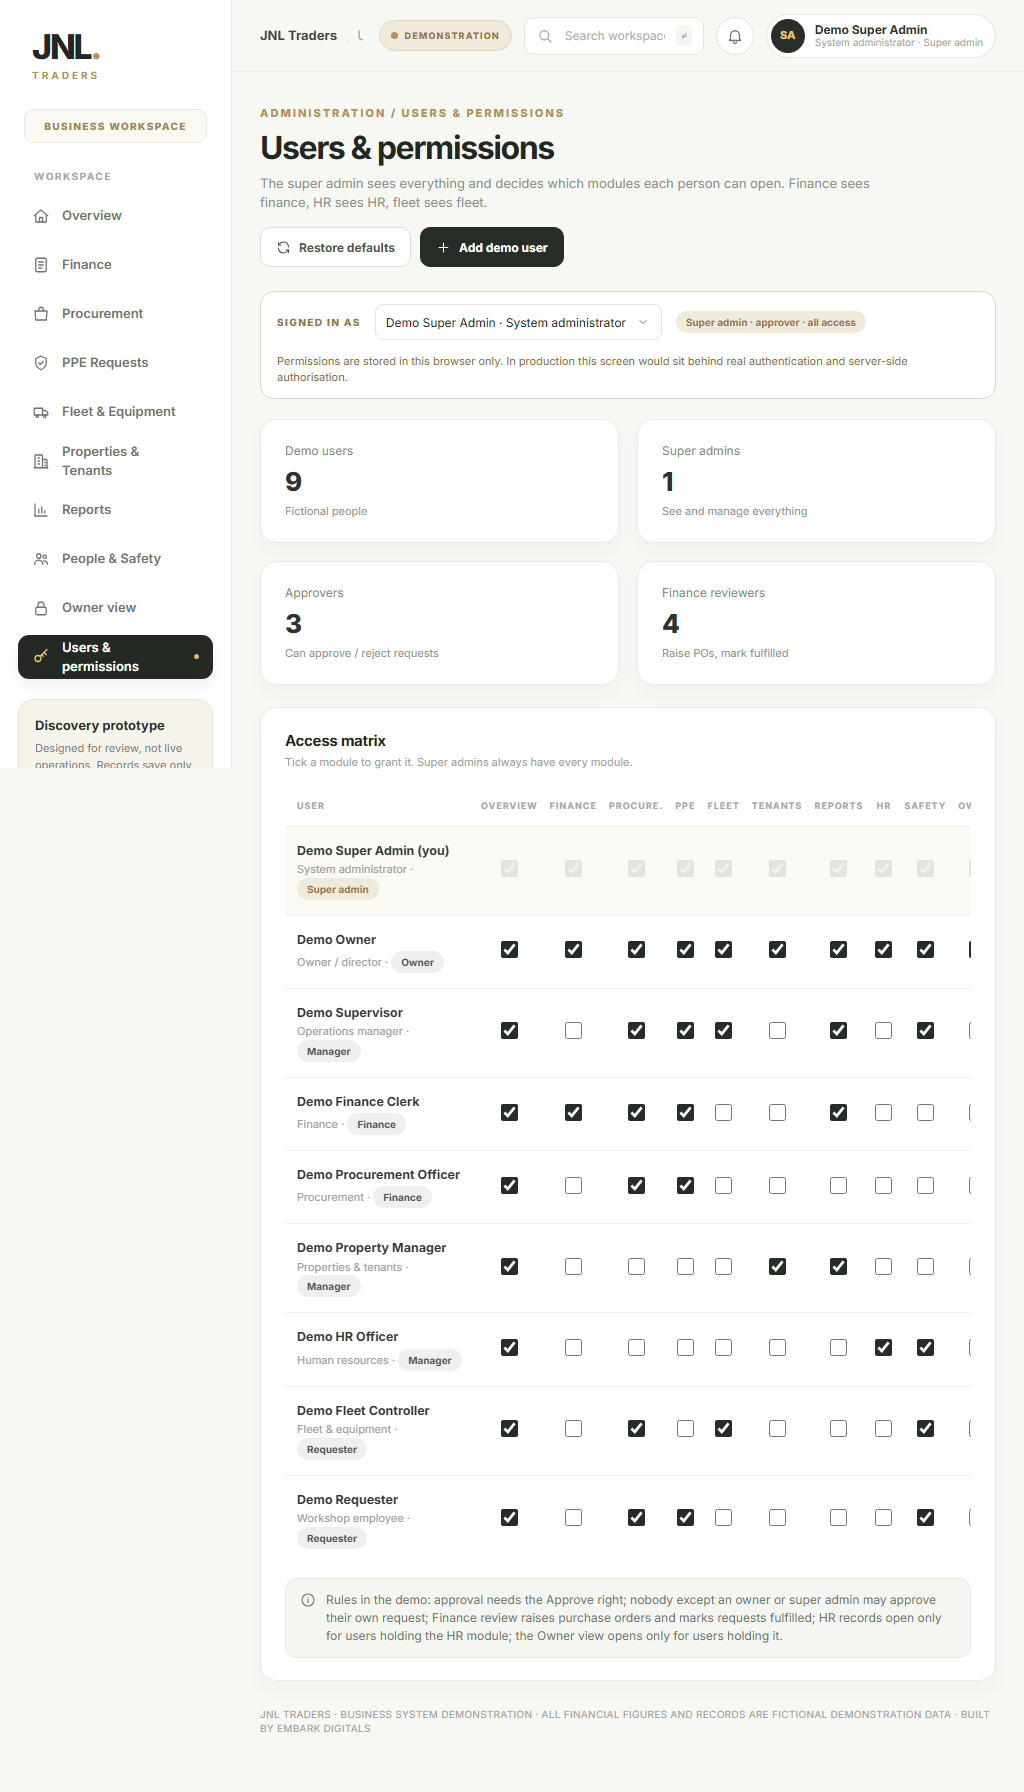 JNL.
TRADERS
BUSINESS WORKSPACE
WORKSPACE
Overview
Finance
Procurement
PPE Requests
Fleet & Equipment
Properties &
Tenants
Reports
People & Safety
Owner view
Users &
permissions
Discovery prototype
Designed for review, not live
operations. Records save only
JNL Traders
DEMONSTRATION
Search workspace
SA
Demo Super Admin
System administrator · Super admin
ADMINISTRATION / USERS & PERMISSIONS
Users & permissions
The super admin sees everything and decides which modules each person can open. Finance sees
finance, HR sees HR, fleet sees fleet.
Restore defaults
Add demo user
SIGNED IN AS
Demo Super Admin · System administrator
Super admin · approver · all access
Permissions are stored in this browser only. In production this screen would sit behind real authentication and server-side
authorisation.
Demo users
9
Fictional people
Super admins
1
See and manage everything
Approvers
3
Can approve / reject requests
Finance reviewers
4
Raise POs, mark fulfilled
Access matrix
Tick a module to grant it. Super admins always have every module.
USER OVERVIEW FINANCE PROCURE. PPE FLEET TENANTS REPORTS HR SAFETY
Demo Super Admin (you)
System administrator ·
Super admin
Demo Owner
Owner / director · Owner
Demo Supervisor
Operations manager ·
Manager
Demo Finance Clerk
Finance · Finance
Demo Procurement Officer
Procurement · Finance
Demo Property Manager
Properties & tenants ·
Manager
Demo HR Officer
Human resources · Manager
Demo Fleet Controller
Fleet & equipment ·
Requester
Demo Requester
Workshop employee ·
Requester
Rules in the demo: approval needs the Approve right; nobody except an owner or super admin may approve
their own request; Finance review raises purchase orders and marks requests fulfilled; HR records open only
for users holding the HR module; the Owner view opens only for users holding it.
JNL TRADERS · BUSINESS SYSTEM DEMONSTRATION · ALL FINANCIAL FIGURES AND RECORDS ARE FICTIONAL DEMONSTRATION DATA · BUILT
BY EMBARK DIGITALS